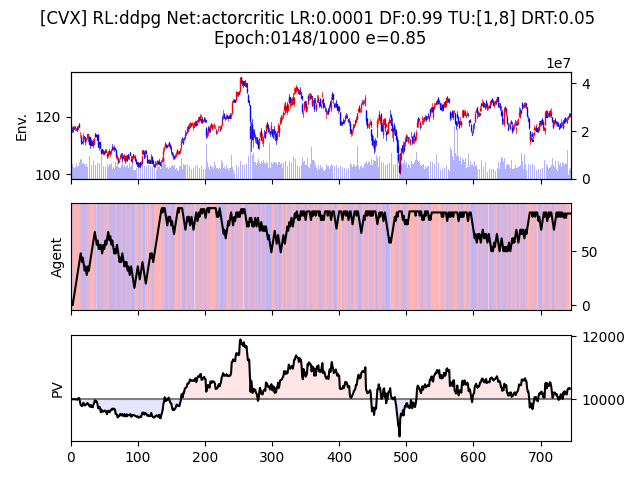 [CVX] RL:ddpg Net:actorcritic LR:0.0001 DF:0.99 TU:[1,8] DRT:0.05
Epoch:0148/1000 e=0.85
1e7
Env.
120
100
4
2
0
Agent
50
0
PV
12000
10000
0 100 200 300 400 500 600 700